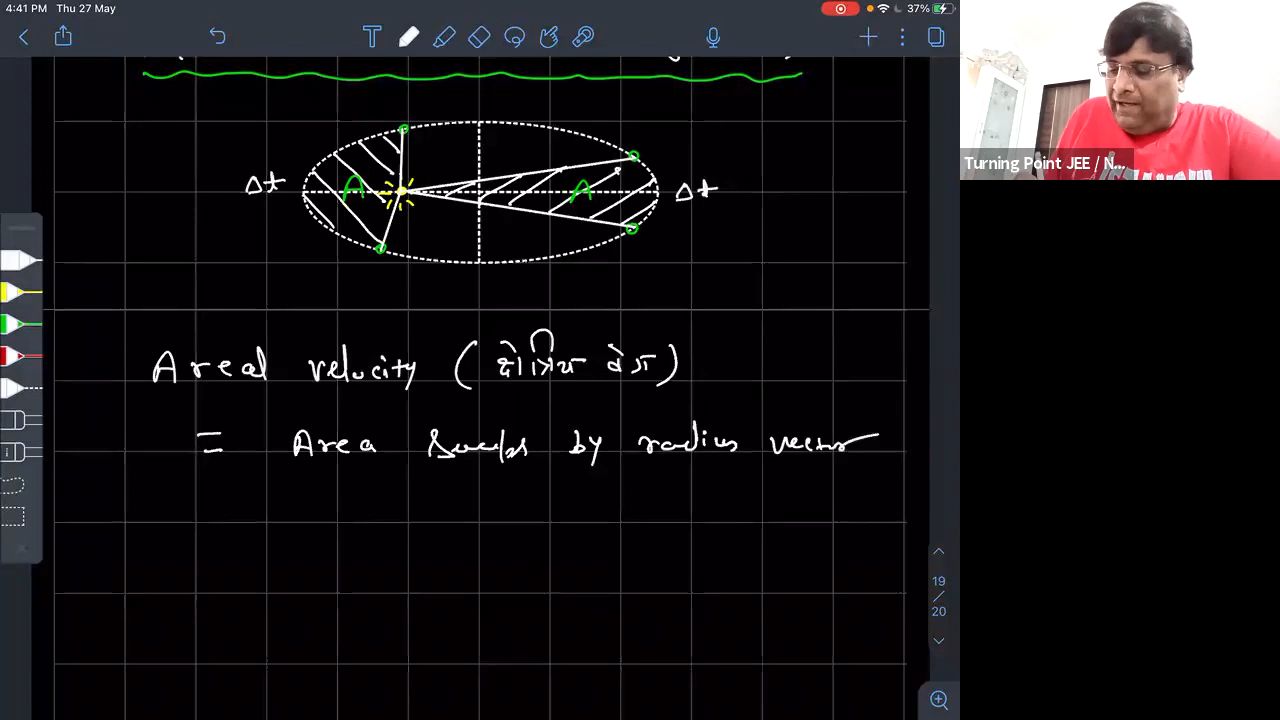 4:41 PM Thu 27 May
37%
Turning Point JEE / N...
Δt A A Δt
Areal velocity ( क्षेत्रिय वेग )
= Area sweeps by radius vector
19
/
20